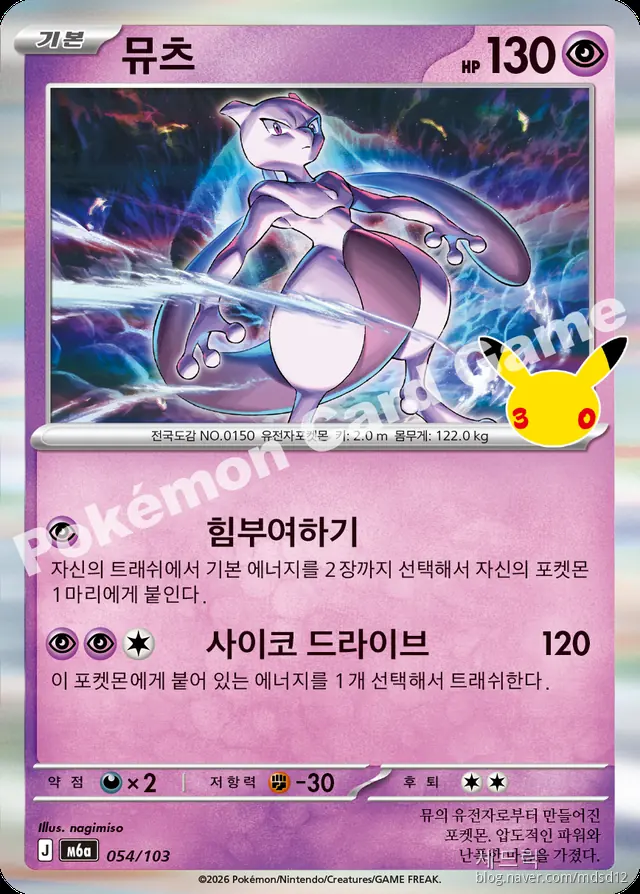 기본
뮤츠
HP 130
전국도감 NO.0150 유전자포켓몬 키: 2.0 m 몸무게: 122.0 kg
30
Pokémon Card Game
힘부여하기
자신의 트래쉬에서 기본 에너지를 2장까지 선택해서 자신의 포켓몬
1마리에게 붙인다.
사이코 드라이브 120
이 포켓몬에게 붙어 있는 에너지를 1개 선택해서 트래쉬한다.
약점 ×2 저항력 -30 후퇴
Illus. nagimiso
뮤의 유전자로부터 만들어진
포켓몬. 압도적인 파워와
난폭한 마음을 가졌다.
J m6a 054/103
©2026 Pokémon/Nintendo/Creatures/GAME FREAK.
blog.naver.com/mdsd12